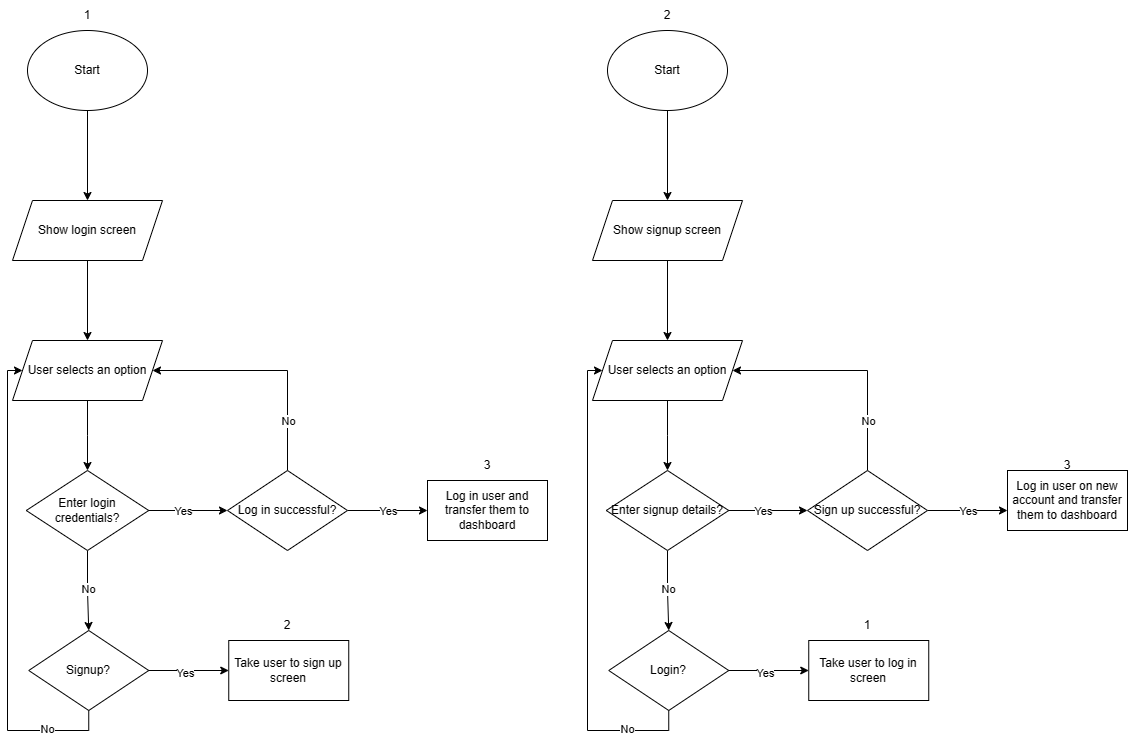 1
Start
Show login screen
User selects an option
No
Enter login
credentials?
Yes
Log in successful?
Yes
3
Log in user and
transfer them to
dashboard
No
Signup?
Yes
2
Take user to sign up
screen
No
2
Start
Show signup screen
User selects an option
No
Enter signup details?
Yes
Sign up successful?
Yes
3
Log in user on new
account and transfer
them to dashboard
No
Login?
Yes
1
Take user to log in
screen
No